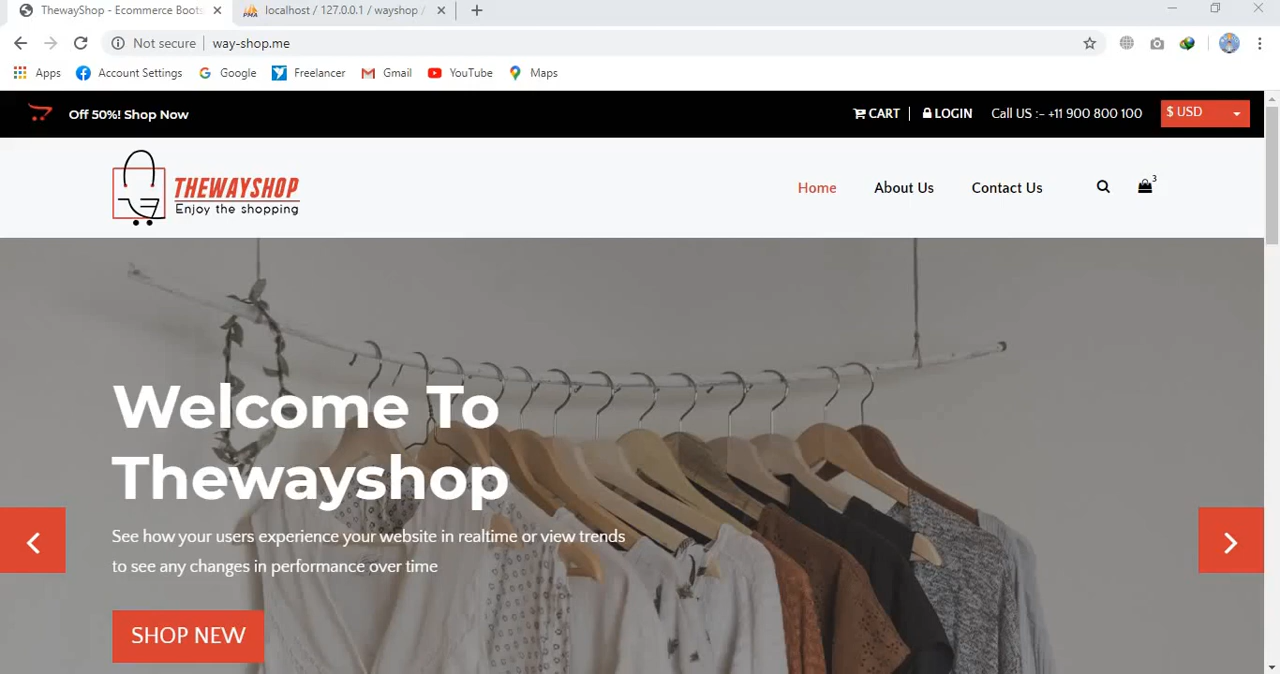 ThewayShop - Ecommerce Boots
localhost / 127.0.0.1 / wayshop /
Not secure | way-shop.me
Apps Account Settings Google Freelancer Gmail YouTube Maps
Off 50%! Shop Now
CART | LOGIN Call US :- +11 900 800 100 $ USD
THEWAYSHOP
Enjoy the shopping
Home About Us Contact Us 3
Welcome To
Thewayshop
See how your users experience your website in realtime or view trends
to see any changes in performance over time
SHOP NEW